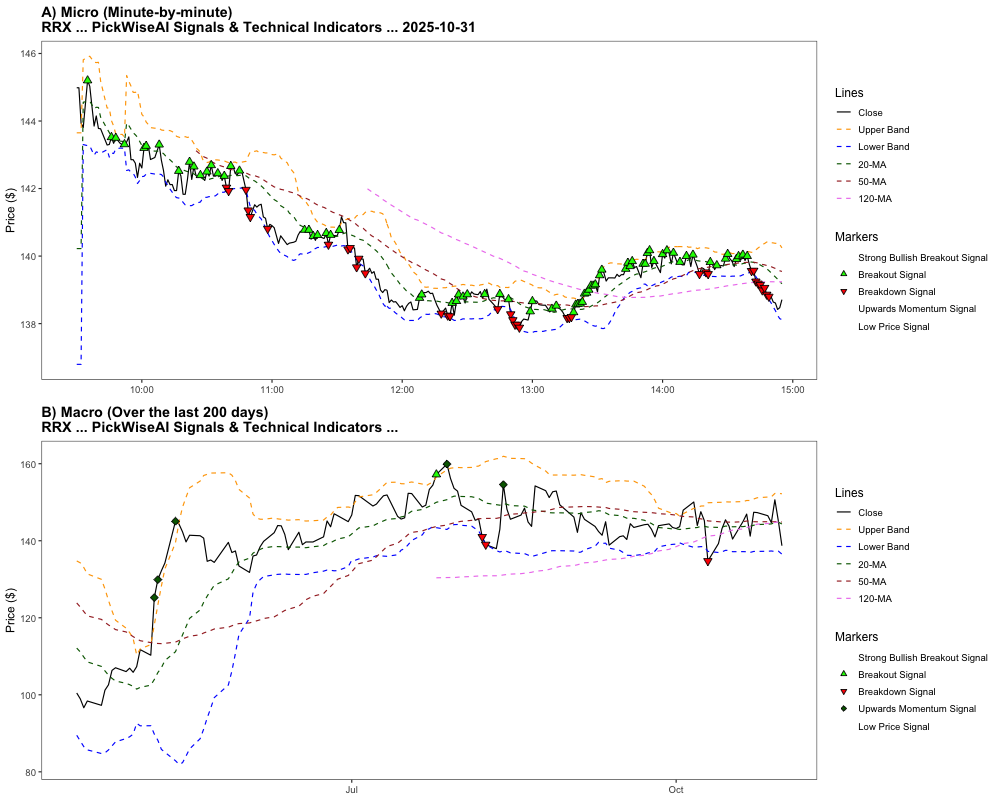 A) Micro (Minute-by-minute)
RRX ... PickWiseAI Signals & Technical Indicators ... 2025-10-31
146
144
142
140
138
Price ($)
10:00
11:00
12:00
13:00
14:00
15:00
Lines
Close
Upper Band
Lower Band
20-MA
50-MA
120-MA
Markers
Strong Bullish Breakout Signal
Breakout Signal
Breakdown Signal
Upwards Momentum Signal
Low Price Signal
B) Macro (Over the last 200 days)
RRX ... PickWiseAI Signals & Technical Indicators ...
160
140
120
100
80
Price ($)
Jul
Oct
Lines
Close
Upper Band
Lower Band
20-MA
50-MA
120-MA
Markers
Strong Bullish Breakout Signal
Breakout Signal
Breakdown Signal
Upwards Momentum Signal
Low Price Signal